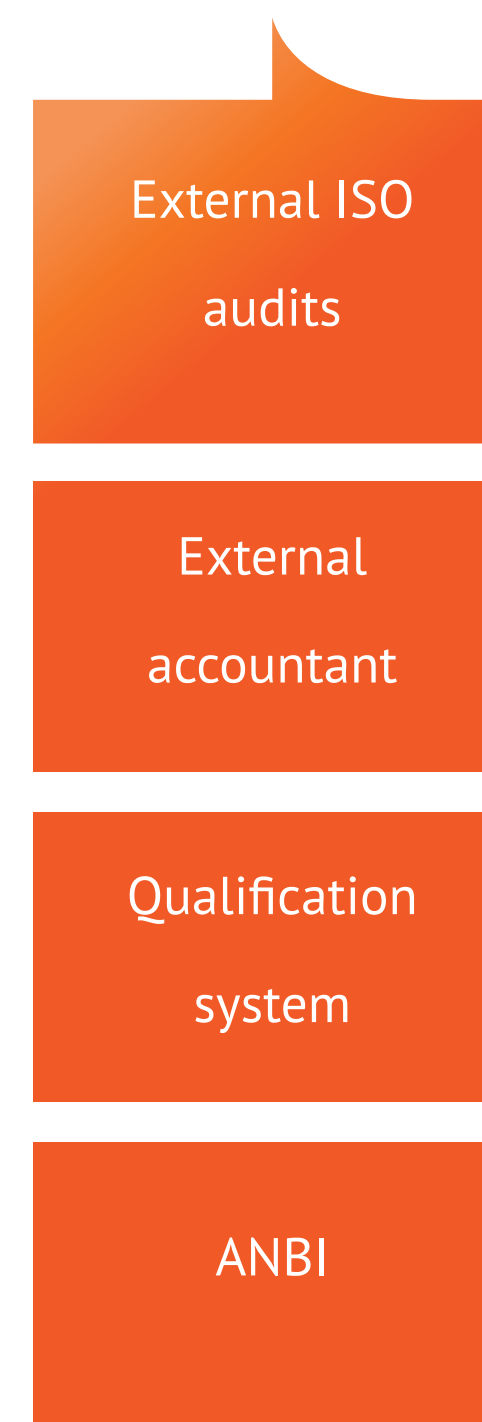 External ISO
audits
External
accountant
Qualification
system
ANBI